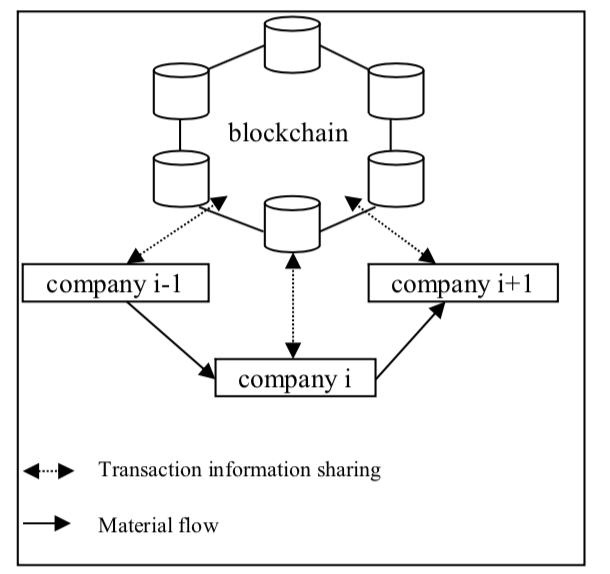 blockchain
company i-1
company i+1
company i
Transaction information sharing
Material flow